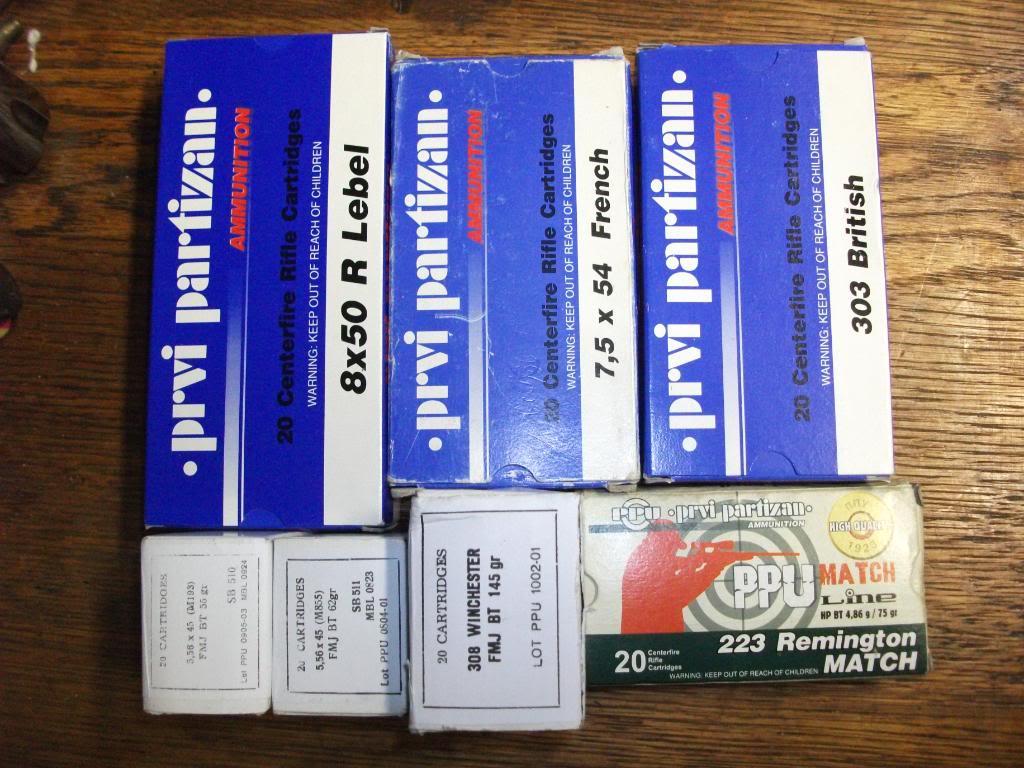 ·prvi partizan·
AMMUNITION
20 Centerfire Rifle Cartridges
WARNING: KEEP OUT OF REACH OF CHILDREN
8x50 R Lebel
·prvi partizan·
AMMUNITION
20 Centerfire Rifle Cartridges
WARNING: KEEP OUT OF REACH OF CHILDREN
7,5 x 54 French
·prvi partizan·
AMMUNITION
20 Centerfire Rifle Cartridges
WARNING: KEEP OUT OF REACH OF CHILDREN
303 British
20 CARTRIDGES
5,56 x 45 (M193)
FMJ BT 55 gr
SB 510
Lot PPU 0905-03 MBL 0924
20 CARTRIDGES
5,56 x 45 (M855)
FMJ BT 62gr
SB 511
MBL 0823
Lot PPU 0804-01
20 CARTRIDGES
308 WINCHESTER
FMJ BT 145 gr
LOT PPU 1002-01
PPU ·prvi partizan·
AMMUNITION
HIGH QUALITY
1928
PPU MATCH
Line
HP BT 4,86 g / 75 gr
223 Remington
MATCH
20 Centerfire
Rifle
Cartridges
WARNING: KEEP OUT OF REACH OF CHILDREN